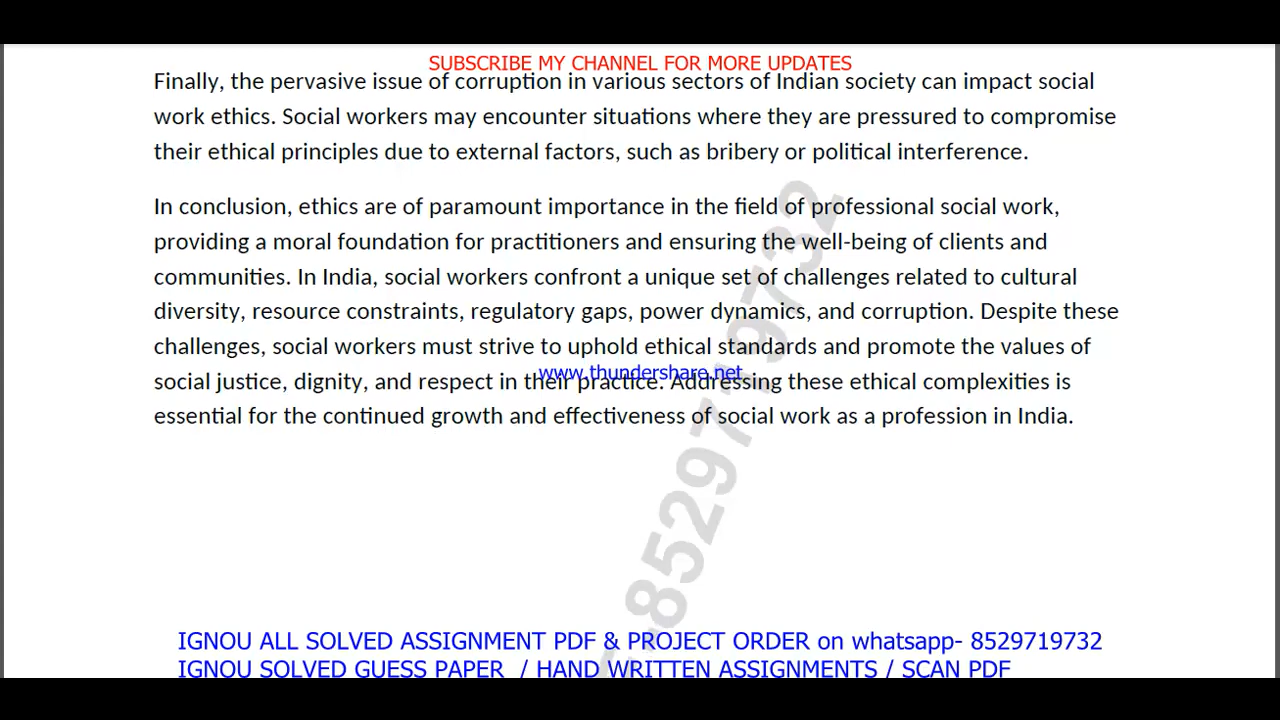 SUBSCRIBE MY CHANNEL FOR MORE UPDATES
Finally, the pervasive issue of corruption in various sectors of Indian society can impact social
work ethics. Social workers may encounter situations where they are pressured to compromise
their ethical principles due to external factors, such as bribery or political interference.
In conclusion, ethics are of paramount importance in the field of professional social work,
providing a moral foundation for practitioners and ensuring the well-being of clients and
communities. In India, social workers confront a unique set of challenges related to cultural
diversity, resource constraints, regulatory gaps, power dynamics, and corruption. Despite these
challenges, social workers must strive to uphold ethical standards and promote the values of
www.thundershare.net
social justice, dignity, and respect in their practice. Addressing these ethical complexities is
essential for the continued growth and effectiveness of social work as a profession in India.
-8529719732
IGNOU ALL SOLVED ASSIGNMENT PDF & PROJECT ORDER on whatsapp- 8529719732
IGNOU SOLVED GUESS PAPER / HAND WRITTEN ASSIGNMENTS / SCAN PDF